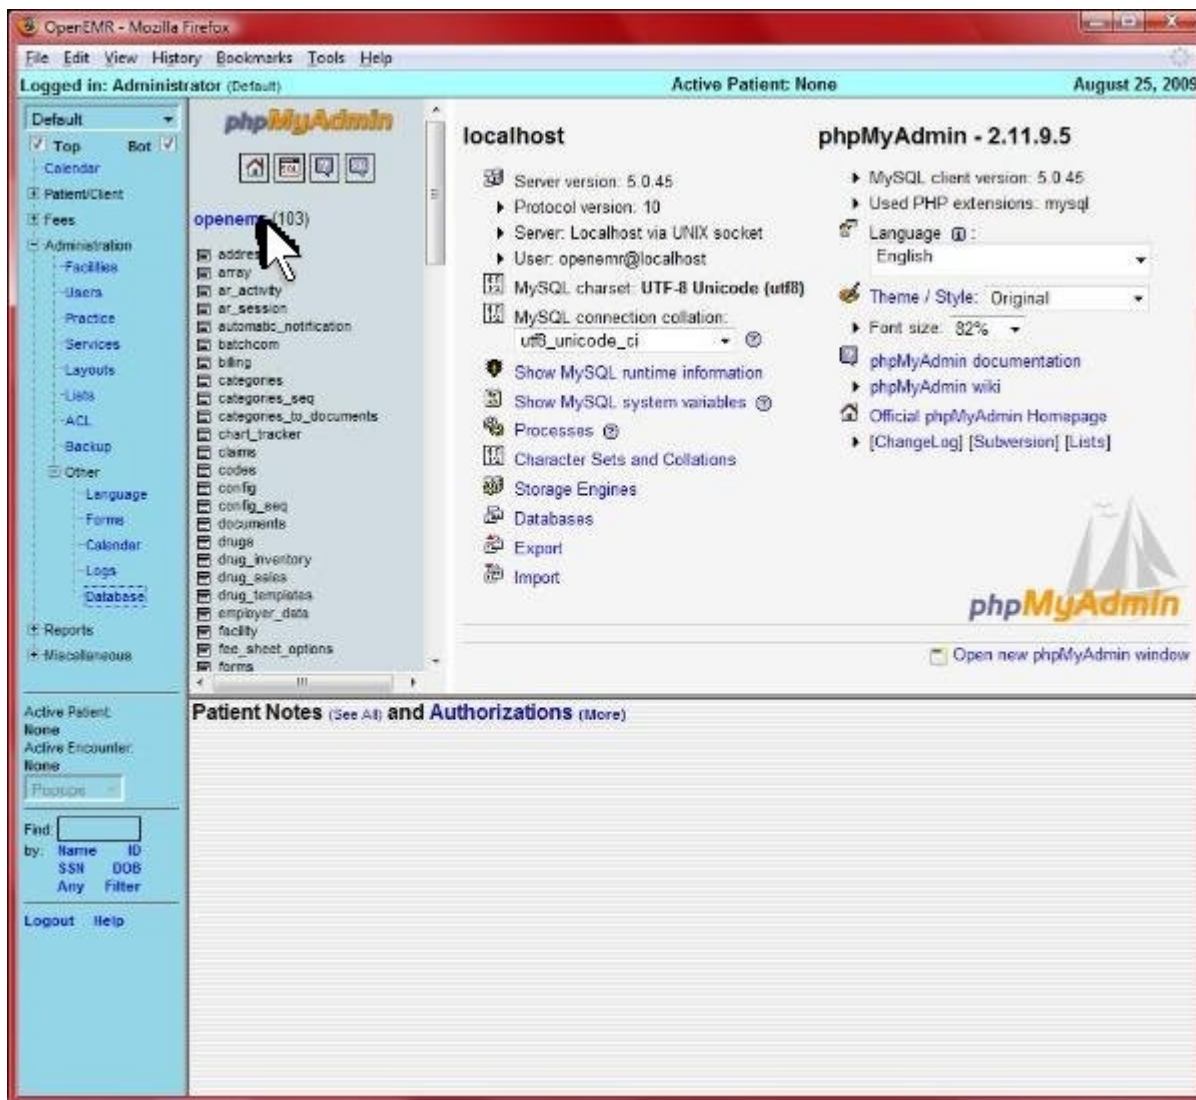 OpenEMR - Mozilla Firefox
File Edit View History Bookmarks Tools Help
Logged in: Administrator (Default) Active Patient: None August 25, 2009
Default
Top Bot
Calendar
Patient/Client
Fees
Administration
Facilities
Users
Practice
Services
Layouts
Lists
ACL
Backup
Other
Language
Forms
Calendar
Logs
Database
Reports
Miscellaneous
Active Patient:
None
Active Encounter:
None
Popups
Find:
by: Name ID
SSN DOB
Any Filter
Logout Help
phpMyAdmin
SQL
(103)
array
ar_activity
ar_session
automatic_notification
batchcom
billing
categories
categories_seq
categories_to_documents
chart_tracker
claims
codes
config
config_seq
documents
drugs
drug_inventory
drug_sales
drug_templates
employer_data
facility
fee_sheet_options
forms
localhost
Server version: 5.0.45
Protocol version: 10
Server: Localhost via UNIX socket
User: openemr@localhost
MySQL charset: UTF-8 Unicode (utf8)
MySQL connection collation:
utf8_unicode_ci
Show MySQL runtime information
Show MySQL system variables
Processes
Character Sets and Collations
Storage Engines
Databases
Export
Import
phpMyAdmin - 2.11.9.5
MySQL client version: 5.0.45
Used PHP extensions: mysql
Language :
English
Theme / Style: Original
Font size: 82%
phpMyAdmin documentation
phpMyAdmin wiki
Official phpMyAdmin Homepage
[ChangeLog] [Subversion] [Lists]
phpMyAdmin
Open new phpMyAdmin window
Patient Notes (See All) and Authorizations (More)